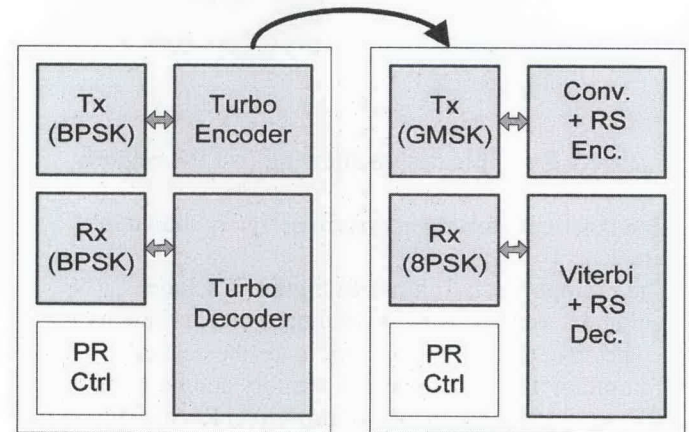 Tx
(BPSK)
Turbo
Encoder
Rx
(BPSK)
Turbo
Decoder
PR
Ctrl
Tx
(GMSK)
Conv.
+ RS
Enc.
Rx
(8PSK)
Viterbi
+ RS
Dec.
PR
Ctrl